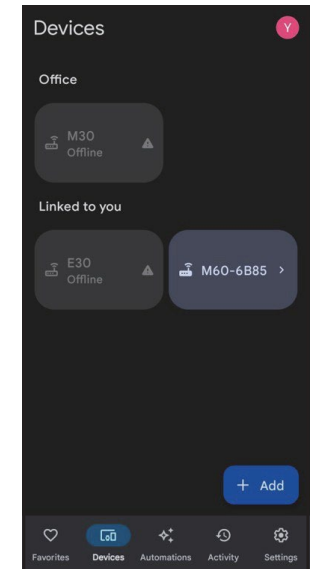 Devices
Y
Office
M30
Offline
Linked to you
E30
Offline
M60-6B85
+ Add
Favorites
Devices
Automations
Activity
Settings